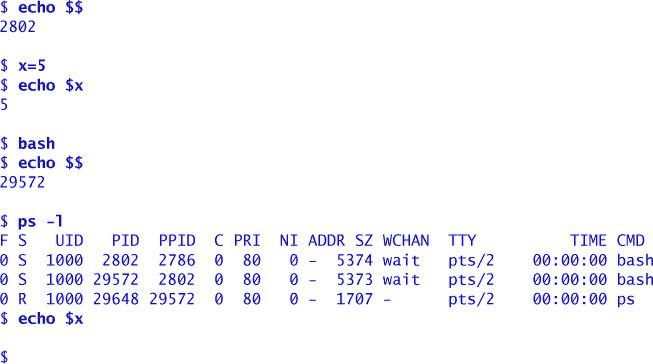 $ echo $$
2802
$ x=5
$ echo $x
5
$ bash
$ echo $$
29572
$ ps -l
F S   UID   PID  PPID  C PRI  NI ADDR SZ WCHAN  TTY          TIME CMD
0 S  1000  2802  2786  0  80   0 -  5374 wait   pts/2    00:00:00 bash
0 S  1000 29572  2802  0  80   0 -  5373 wait   pts/2    00:00:00 bash
0 R  1000 29648 29572  0  80   0 -  1707 -      pts/2    00:00:00 ps
$ echo $x
$